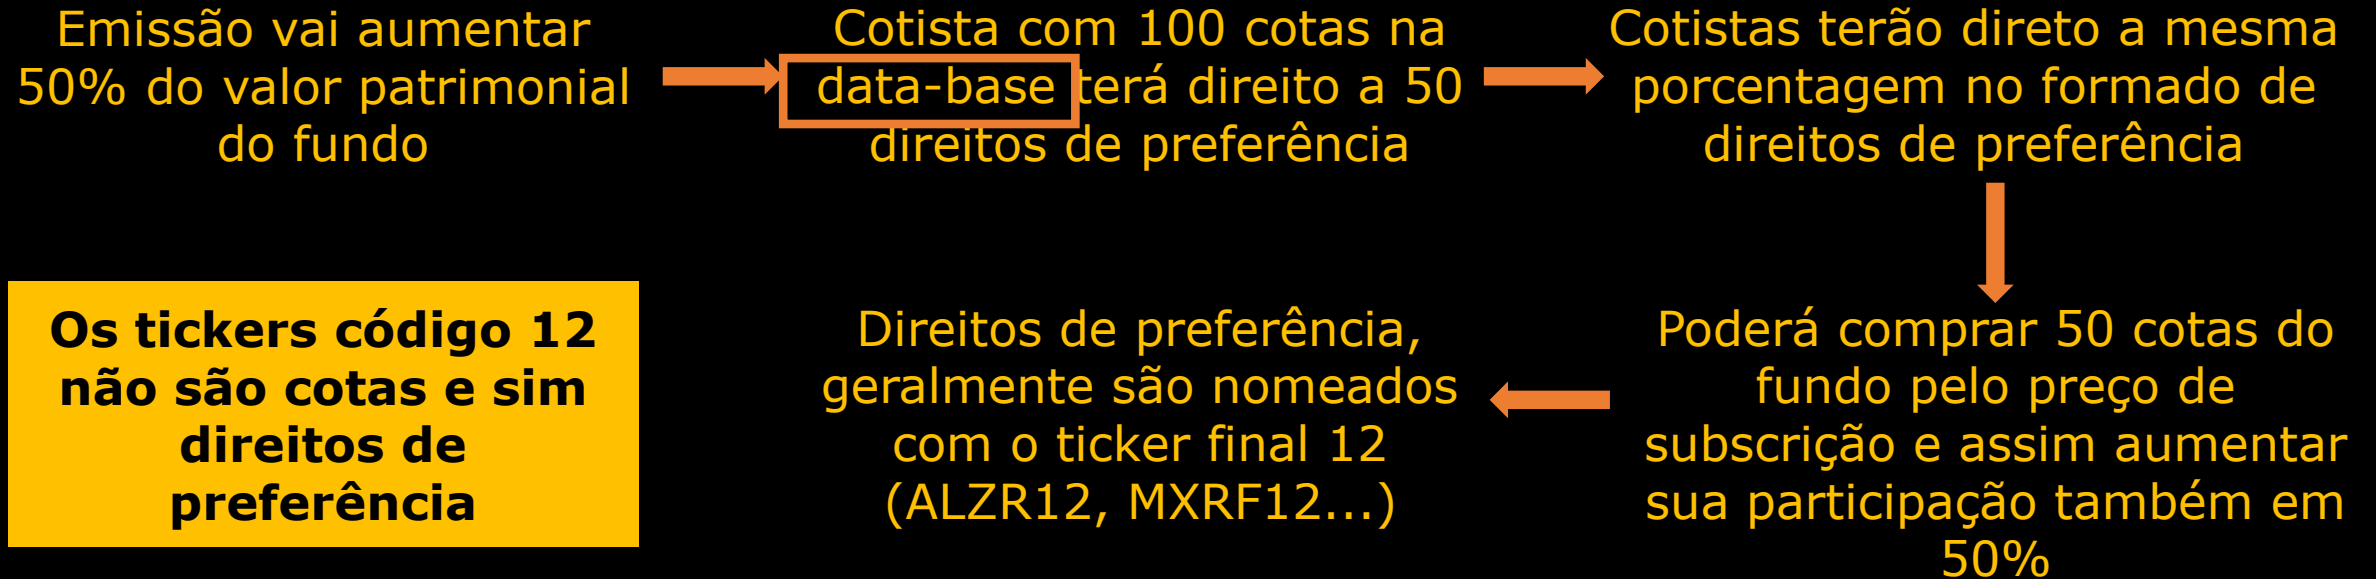 Emissão vai aumentar
50% do valor patrimonial
do fundo
Cotista com 100 cotas na
data-base terá direito a 50
direitos de preferência
Cotistas terão direto a mesma
porcentagem no formado de
direitos de preferência
Poderá comprar 50 cotas do
fundo pelo preço de
subscrição e assim aumentar
sua participação também em
50%
Direitos de preferência,
geralmente são nomeados
com o ticker final 12
(ALZR12, MXRF12...)
Os tickers código 12
não são cotas e sim
direitos de
preferência